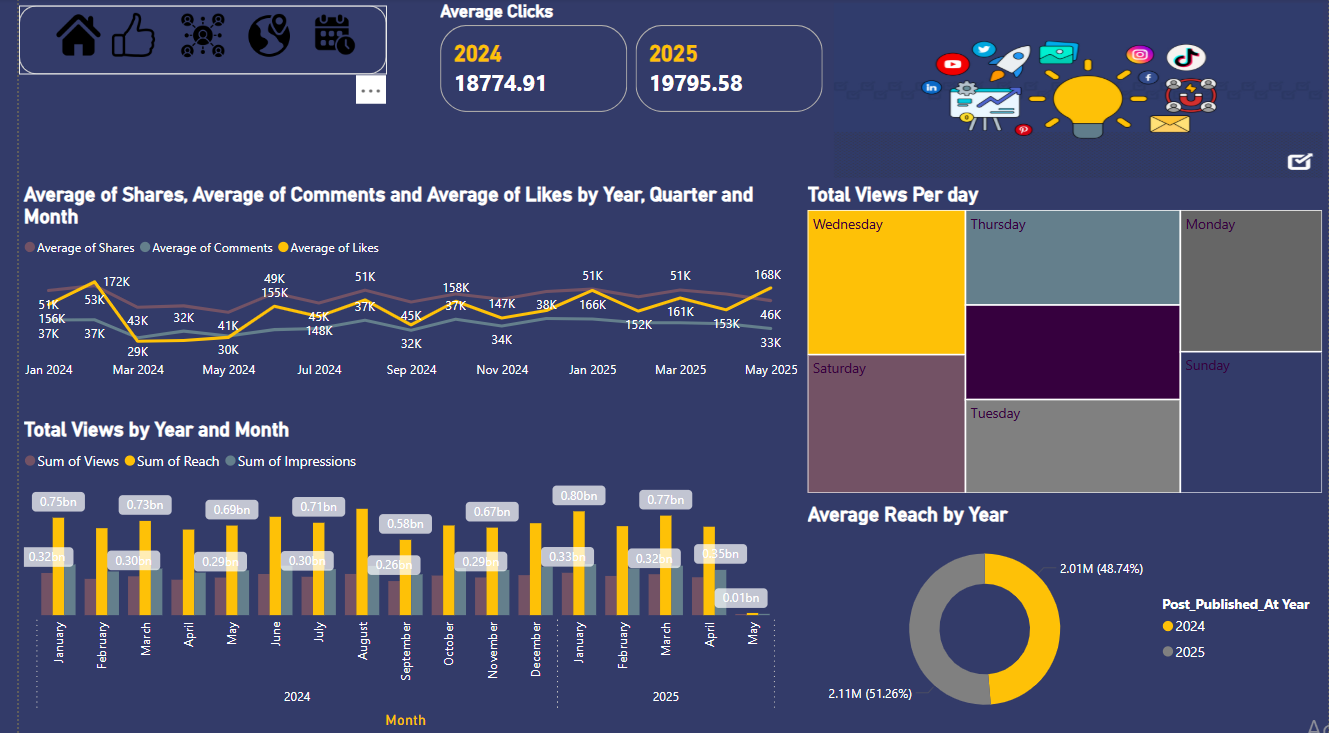 Average Clicks
2024
18774.91
2025
19795.58
Average of Shares, Average of Comments and Average of Likes by Year, Quarter and
Month
Average of Shares Average of Comments Average of Likes
51K
156K
37K
172K
53K
37K
43K
29K
32K
41K
30K
49K
155K
45K
148K
51K
37K
45K
32K
158K
37K
147K
34K
38K
51K
166K
152K
51K
161K
153K
168K
46K
33K
Jan 2024 Mar 2024 May 2024 Jul 2024 Sep 2024 Nov 2024 Jan 2025 Mar 2025 May 2025
Total Views Per day
Wednesday
Thursday
Monday
Saturday
Tuesday
Sunday
Total Views by Year and Month
Sum of Views Sum of Reach Sum of Impressions
0.75bn
0.73bn
0.69bn
0.71bn
0.58bn
0.67bn
0.80bn
0.77bn
0.32bn
0.30bn
0.29bn
0.30bn
0.26bn
0.29bn
0.33bn
0.32bn
0.35bn
0.01bn
January
February
March
April
May
June
July
August
September
October
November
December
January
February
March
April
May
2024
2025
Month
Average Reach by Year
2.01M (48.74%)
2.11M (51.26%)
Post_Published_At Year
2024
2025